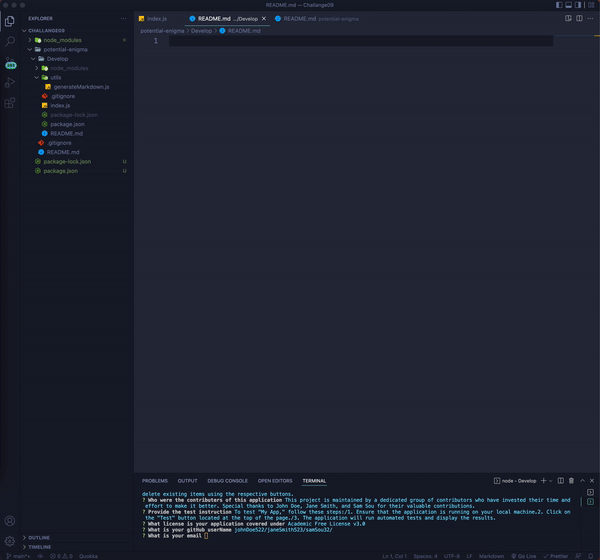 README.md — Challange09
EXPLORER
index.js
README.md .../Develop
README.md potential-enigma
CHALLANGE09
node_modules
potential-enigma
Develop
node_modules
utils
generateMarkdown.js
.gitignore
index.js
package-lock.json
package.json
README.md
.gitignore
README.md
package-lock.json U
package.json U
potential-enigma > Develop > README.md
1
PROBLEMS OUTPUT DEBUG CONSOLE OPEN EDITORS TERMINAL
node - Develop
delete existing items using the respective buttons.
? Who were the contributors of this application This project is maintained by a dedicated group of contributors who have invested their time and
effort to make it better. Special thanks to John Doe, Jane Smith, and Sam Sou for their valuable contributions.
? Provide the test instruction To test "My App," follow these steps:/1. Ensure that the application is running on your local machine.2. Click on
the "Test" button located at the top of the page./3. The application will run automated tests and display the results.
? What license is your application covered under Academic Free License v3.0
? What is your gitHub userName johnDoe522/janeSmith523/samSou32/
? What is your email
OUTLINE
TIMELINE
main*+ 0 0 Quokka
Ln 1, Col 1 Spaces: 4 UTF-8 LF Markdown Go Live Prettier